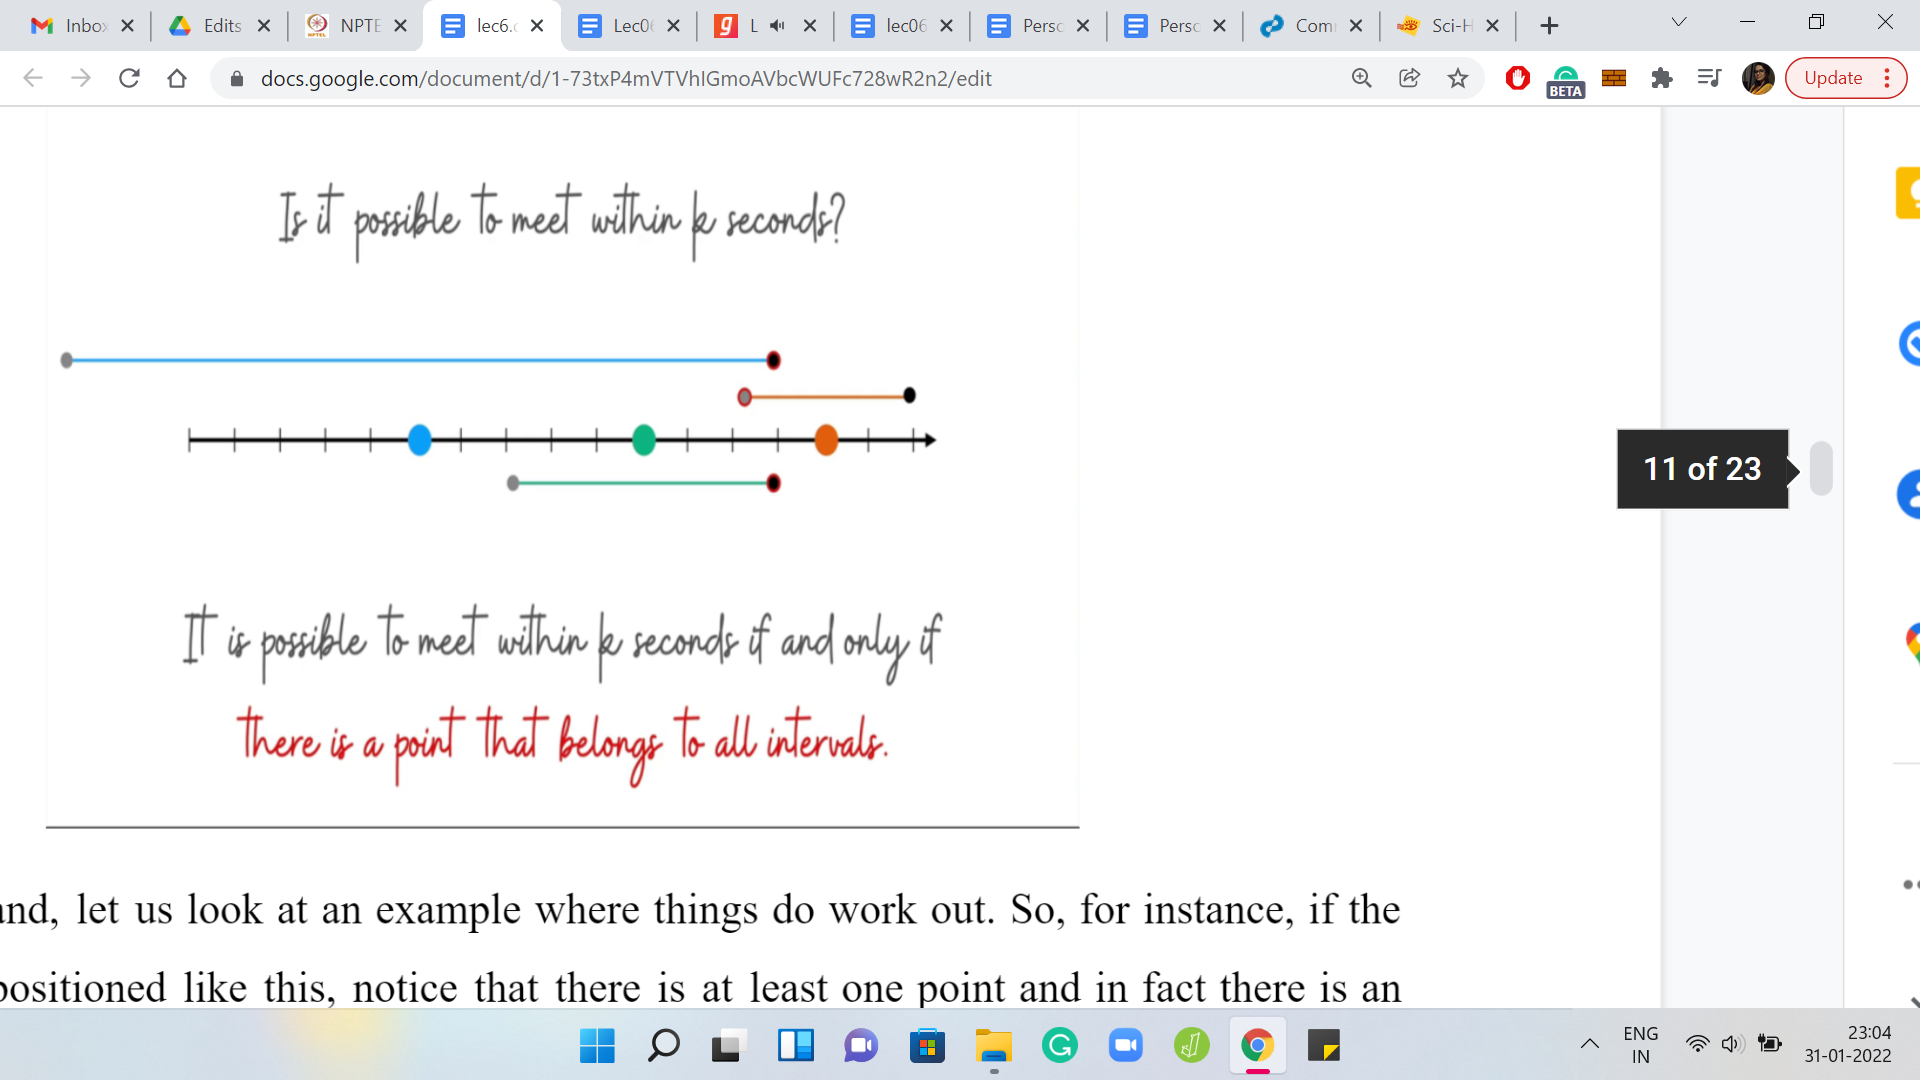 Inbox
Edits
NPTE
lec6.c
Lec06
L
lec06
Perso
Perso
Com
Sci-H
docs.google.com/document/d/1-73txP4mVTVhlGmoAVbcWUFc728wR2n2/edit
BETA
Update
Is it possible to meet within k seconds?
11 of 23
It is possible to meet within k seconds if and only if
there is a point that belongs to all intervals.
and, let us look at an example where things do work out. So, for instance, if the
positioned like this, notice that there is at least one point and in fact there is an
ENG
IN
23:04
31-01-2022